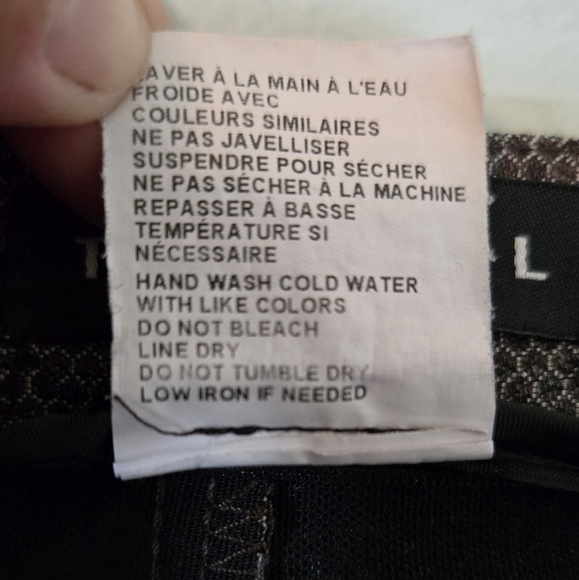 LAVER À LA MAIN À L'EAU
FROIDE AVEC
COULEURS SIMILAIRES
NE PAS JAVELLISER
SUSPENDRE POUR SÉCHER
NE PAS SÉCHER À LA MACHINE
REPASSER À BASSE
TEMPÉRATURE SI
NÉCESSAIRE
HAND WASH COLD WATER
WITH LIKE COLORS
DO NOT BLEACH
LINE DRY
DO NOT TUMBLE DRY
LOW IRON IF NEEDED
L